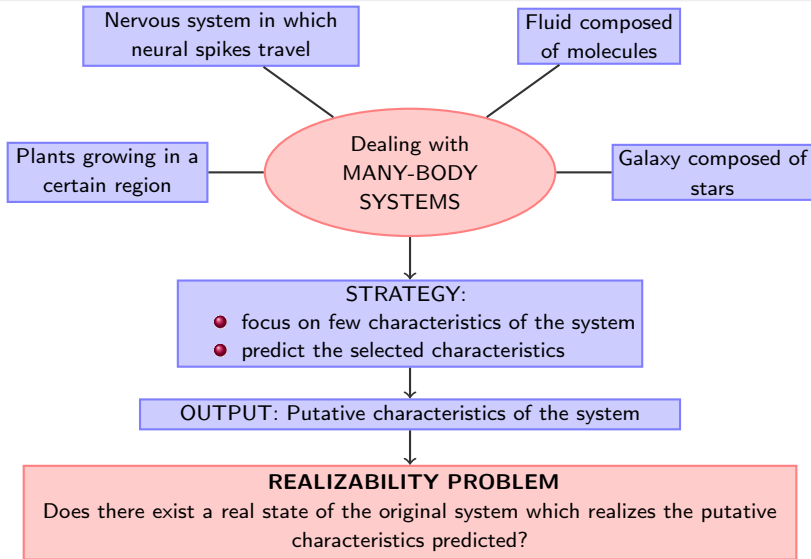 Nervous system in which
neural spikes travel
Fluid composed
of molecules
Plants growing in a
certain region
Dealing with
MANY-BODY
SYSTEMS
Galaxy composed of
stars
STRATEGY:
focus on few characteristics of the system
predict the selected characteristics
OUTPUT: Putative characteristics of the system
REALIZABILITY PROBLEM
Does there exist a real state of the original system which realizes the putative
characteristics predicted?